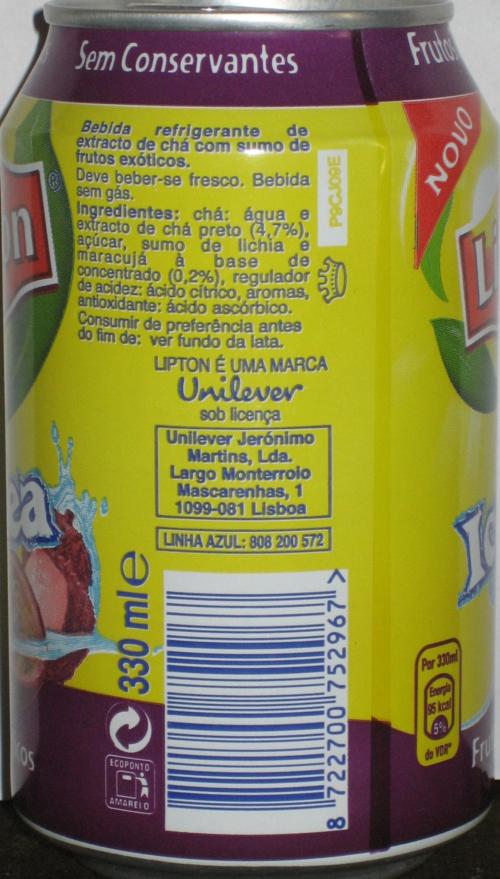 Sem Conservantes
Frutos
NOVO
Bebida refrigerante de
extracto de chá com sumo de
frutos exóticos.
Deve beber-se fresco. Bebida
sem gás.
Ingredientes: chá: água e
extracto de chá preto (4,7%),
açúcar, sumo de lichia e
maracujá à base de
concentrado (0,2%), regulador
de acidez: ácido cítrico, aromas,
antioxidante: ácido ascórbico.
Consumir de preferência antes
do fim de: ver fundo da lata.
P9CJ09E
LIPTON É UMA MARCA
Unilever
sob licença
Unilever Jerónimo
Martins, Lda.
Largo Monterroio
Mascarenhas, 1
1099-081 Lisboa
LINHA AZUL: 808 200 572
330 ml e
8 722700 752967 >
ECOPONTO
AMARELO
Por 330ml
Energia
95 kcal
5%
do VDR*